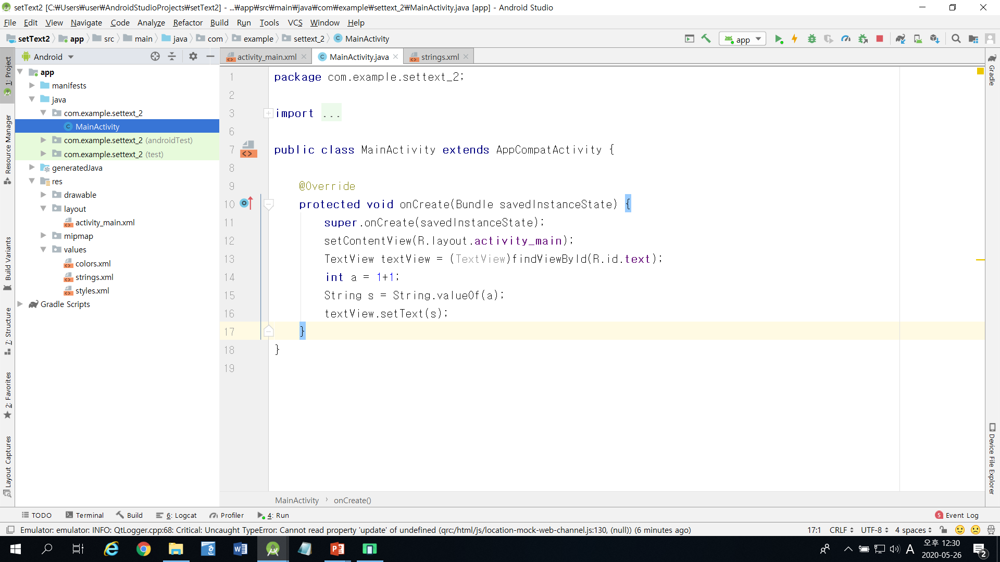 setText2 [C:₩Users₩user₩AndroidStudioProjects₩setText2] - ...₩app₩src₩main₩java₩com₩example₩settext_2₩MainActivity.java [app] - Android Studio
File Edit View Navigate Code Analyze Refactor Build Run Tools VCS Window Help
setText2 app src main java com example settext_2 MainActivity
app
Android
activity_main.xml MainActivity.java strings.xml
1: Project
Resource Manager
Build Variants
7: Structure
2: Favorites
Layout Captures
app
manifests
java
com.example.settext_2
MainActivity
com.example.settext_2 (androidTest)
com.example.settext_2 (test)
generatedJava
res
drawable
layout
activity_main.xml
mipmap
values
colors.xml
strings.xml
styles.xml
Gradle Scripts
1 package com.example.settext_2;
2
3 import ...
6
7 public class MainActivity extends AppCompatActivity {
8
9 @Override
10 protected void onCreate(Bundle savedInstanceState) {
11 super.onCreate(savedInstanceState);
12 setContentView(R.layout.activity_main);
13 TextView textView = (TextView)findViewById(R.id.text);
14 int a = 1+1;
15 String s = String.valueOf(a);
16 textView.setText(s);
17 }
18 }
19
Gradle
Device File Explorer
MainActivity › onCreate()
TODO Terminal Build 6: Logcat Profiler 4: Run 5 Event Log
Emulator: emulator: INFO: QtLogger.cpp:68: Critical: Uncaught TypeError: Cannot read property 'update' of undefined (qrc:/html/js/location-mock-web-channel.js:130, (null)) (6 minutes ago) 17:1 CRLF UTF-8 4 spaces
A 오후 12:30
2020-05-26
2